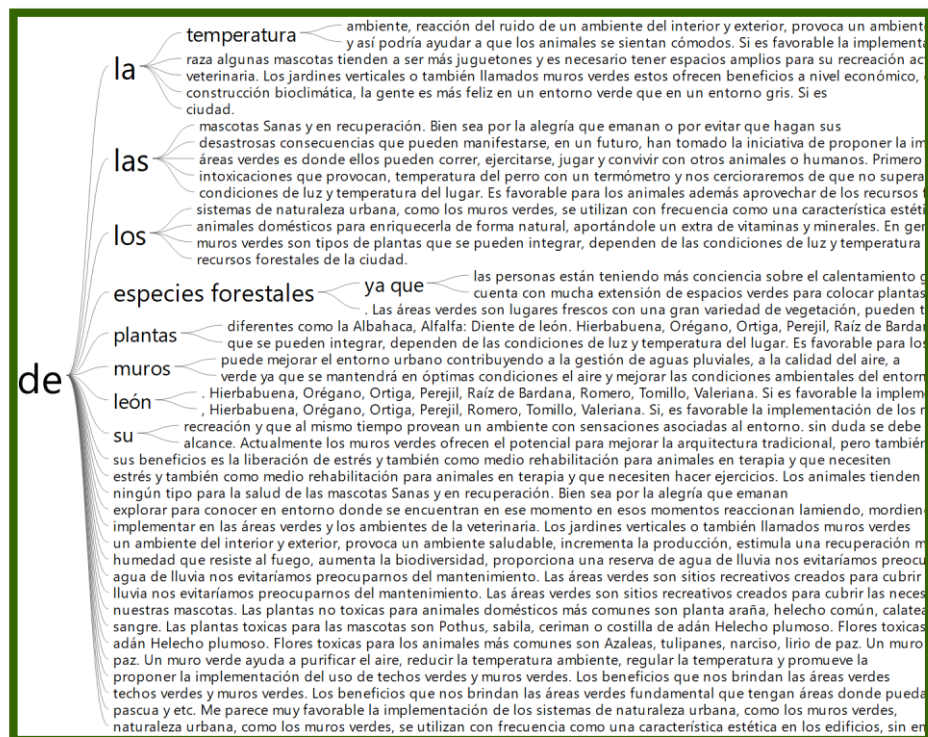 de
la
temperatura
ambiente, reacción del ruido de un ambiente del interior y exterior, provoca un ambiente
y así podría ayudar a que los animales se sientan cómodos. Si es favorable la implementa
raza algunas mascotas tienden a ser más juguetones y es necesario tener espacios amplios para su recreación ac
veterinaria. Los jardines verticales o también llamados muros verdes estos ofrecen beneficios a nivel económico,
construcción bioclimática, la gente es más feliz en un entorno verde que en un entorno gris. Si es
ciudad.
las
mascotas Sanas y en recuperación. Bien sea por la alegría que emanan o por evitar que hagan sus
desastrosas consecuencias que pueden manifestarse, en un futuro, han tomado la iniciativa de proponer la im
áreas verdes es donde ellos pueden correr, ejercitarse, jugar y convivir con otros animales o humanos. Primero
intoxicaciones que provocan, temperatura del perro con un termómetro y nos cercioraremos de que no supera
condiciones de luz y temperatura del lugar. Es favorable para los animales además aprovechar de los recursos f
los
sistemas de naturaleza urbana, como los muros verdes, se utilizan con frecuencia como una característica estéti
animales domésticos para enriquecerla de forma natural, aportándole un extra de vitaminas y minerales. En gen
muros verdes son tipos de plantas que se pueden integrar, dependen de las condiciones de luz y temperatura
recursos forestales de la ciudad.
especies forestales
ya que
las personas están teniendo más conciencia sobre el calentamiento g
cuenta con mucha extensión de espacios verdes para colocar plantas
. Las áreas verdes son lugares frescos con una gran variedad de vegetación, pueden t
plantas
diferentes como la Albahaca, Alfalfa: Diente de león. Hierbabuena, Orégano, Ortiga, Perejil, Raíz de Bardan
que se pueden integrar, dependen de las condiciones de luz y temperatura del lugar. Es favorable para los
muros
puede mejorar el entorno urbano contribuyendo a la gestión de aguas pluviales, a la calidad del aire, a
verde ya que se mantendrá en óptimas condiciones el aire y mejorar las condiciones ambientales del entorn
león
. Hierbabuena, Orégano, Ortiga, Perejil, Raíz de Bardana, Romero, Tomillo, Valeriana. Si es favorable la implem
, Hierbabuena, Orégano, Ortiga, Perejil, Romero, Tomillo, Valeriana. Si, es favorable la implementación de los m
su
recreación y que al mismo tiempo provean un ambiente con sensaciones asociadas al entorno. sin duda se debe
alcance. Actualmente los muros verdes ofrecen el potencial para mejorar la arquitectura tradicional, pero también
sus beneficios es la liberación de estrés y también como medio rehabilitación para animales en terapia y que necesiten
estrés y también como medio rehabilitación para animales en terapia y que necesiten hacer ejercicios. Los animales tienden
ningún tipo para la salud de las mascotas Sanas y en recuperación. Bien sea por la alegría que emanan
explorar para conocer en entorno donde se encuentran en ese momento en esos momentos reaccionan lamiendo, mordien
implementar en las áreas verdes y los ambientes de la veterinaria. Los jardines verticales o también llamados muros verdes
un ambiente del interior y exterior, provoca un ambiente saludable, incrementa la producción, estimula una recuperación m
humedad que resiste al fuego, aumenta la biodiversidad, proporciona una reserva de agua de lluvia nos evitaríamos preocu
agua de lluvia nos evitaríamos preocuparnos del mantenimiento. Las áreas verdes son sitios recreativos creados para cubrir
lluvia nos evitaríamos preocuparnos del mantenimiento. Las áreas verdes son sitios recreativos creados para cubrir las neces
nuestras mascotas. Las plantas no toxicas para animales domésticos más comunes son planta araña, helecho común, calatea
sangre. Las plantas toxicas para las mascotas son Pothus, sabila, ceriman o costilla de adán Helecho plumoso. Flores toxicas
adán Helecho plumoso. Flores toxicas para los animales más comunes son Azaleas, tulipanes, narciso, lirio de paz. Un muro
paz. Un muro verde ayuda a purificar el aire, reducir la temperatura ambiente, regular la temperatura y promueve la
proponer la implementación del uso de techos verdes y muros verdes. Los beneficios que nos brindan las áreas verdes
techos verdes y muros verdes. Los beneficios que nos brindan las áreas verdes fundamental que tengan áreas donde pueda
pascua y etc. Me parece muy favorable la implementación de los sistemas de naturaleza urbana, como los muros verdes,
naturaleza urbana, como los muros verdes, se utilizan con frecuencia como una característica estética en los edificios, sin en